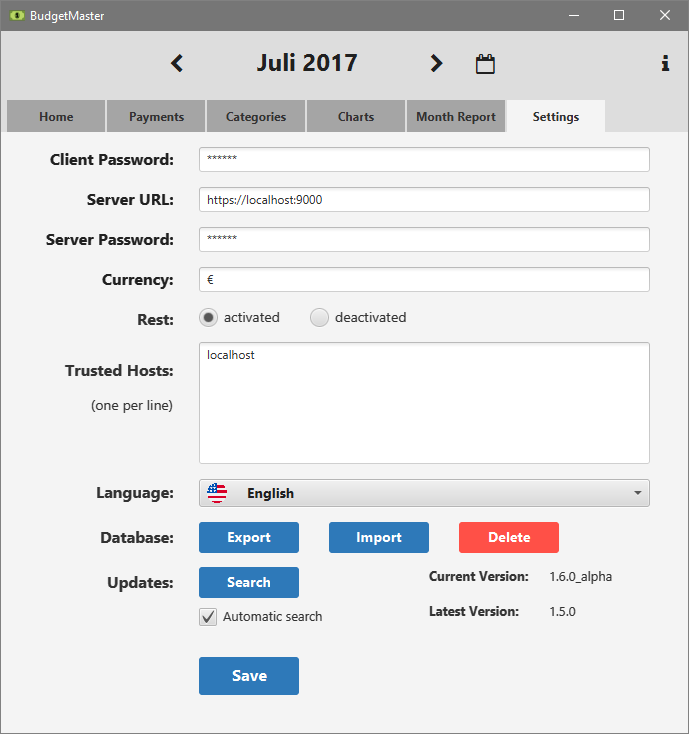 BudgetMaster
Juli 2017
Home Payments Categories Charts Month Report Settings
Client Password: ******
Server URL: https://localhost:9000
Server Password: ******
Currency: €
Rest: activated deactivated
localhost
Trusted Hosts:
(one per line)
Language: English
Database: Export Import Delete
Updates: Search Current Version: 1.6.0_alpha
Automatic search Latest Version: 1.5.0
Save